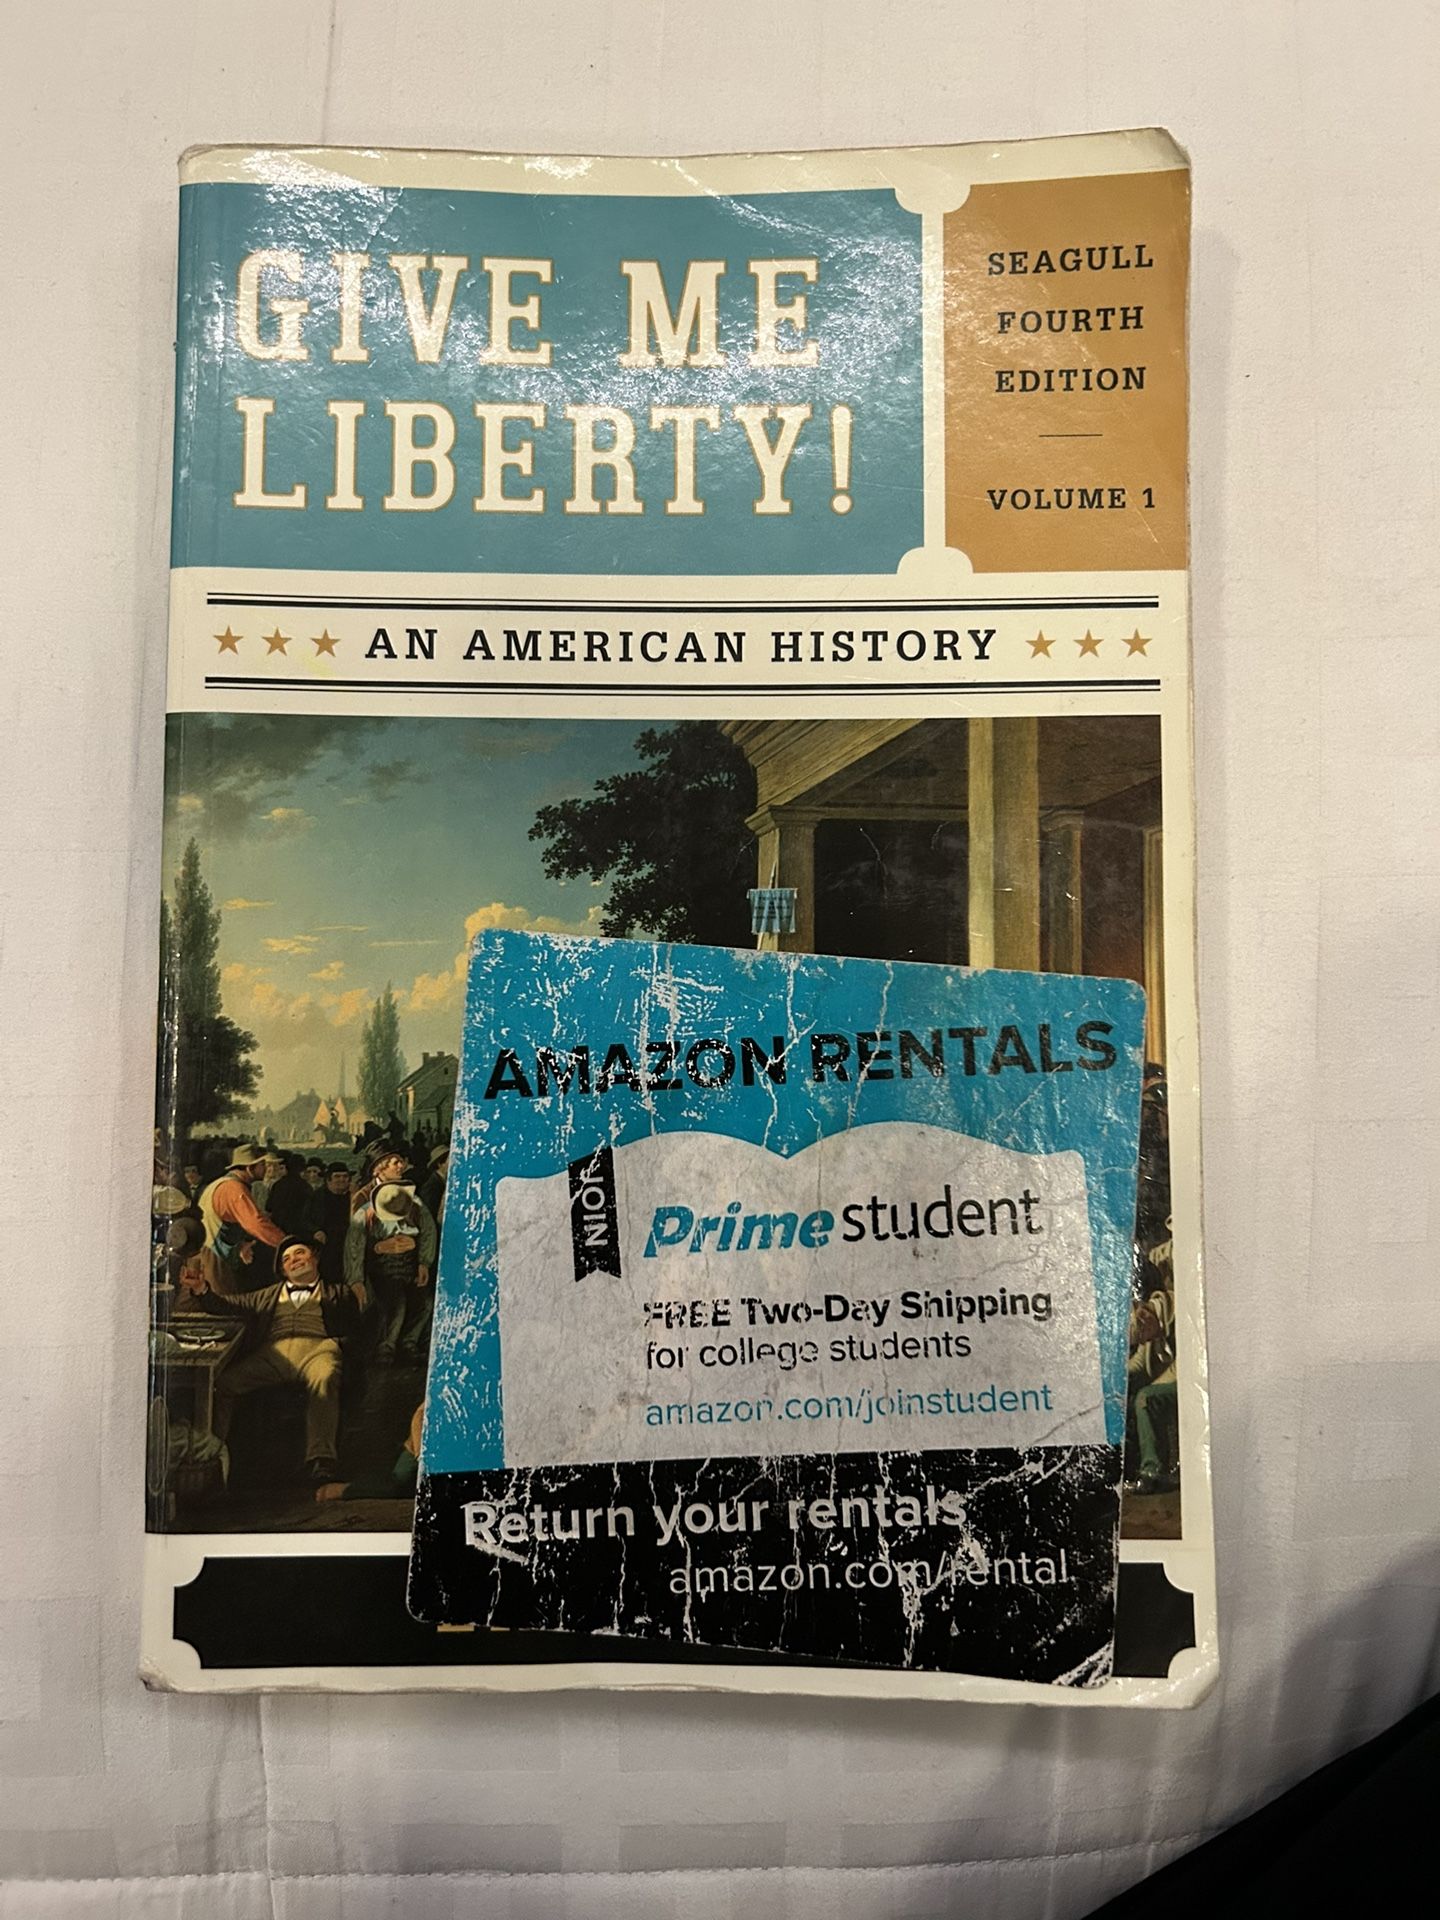 GIVE ME
LIBERTY!
SEAGULL
FOURTH
EDITION
VOLUME 1
AN AMERICAN HISTORY
AMAZON RENTALS
JOIN
Prime student
FREE Two-Day Shipping
for college students
amazon.com/joinstudent
Return your rentals
amazon.com/rental